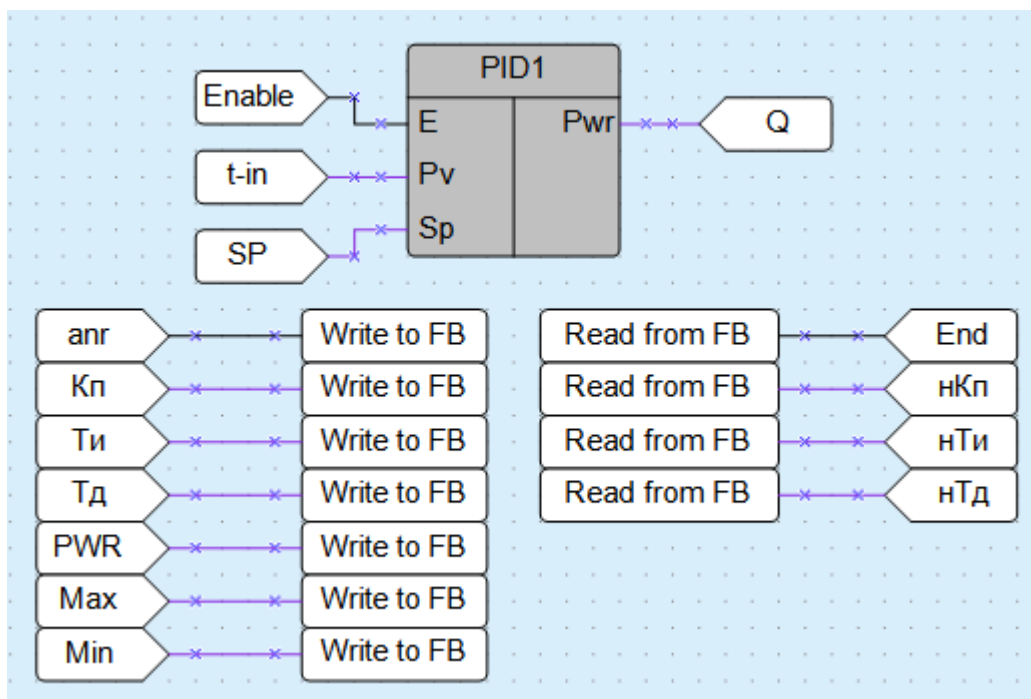 PID1
Enable
E
Pwr
Q
t-in
Pv
SP
Sp
anr Write to FB Read from FB End
Кп Write to FB Read from FB нКп
Ти Write to FB Read from FB нТи
Тд Write to FB Read from FB нТд
PWR Write to FB
Max Write to FB
Min Write to FB